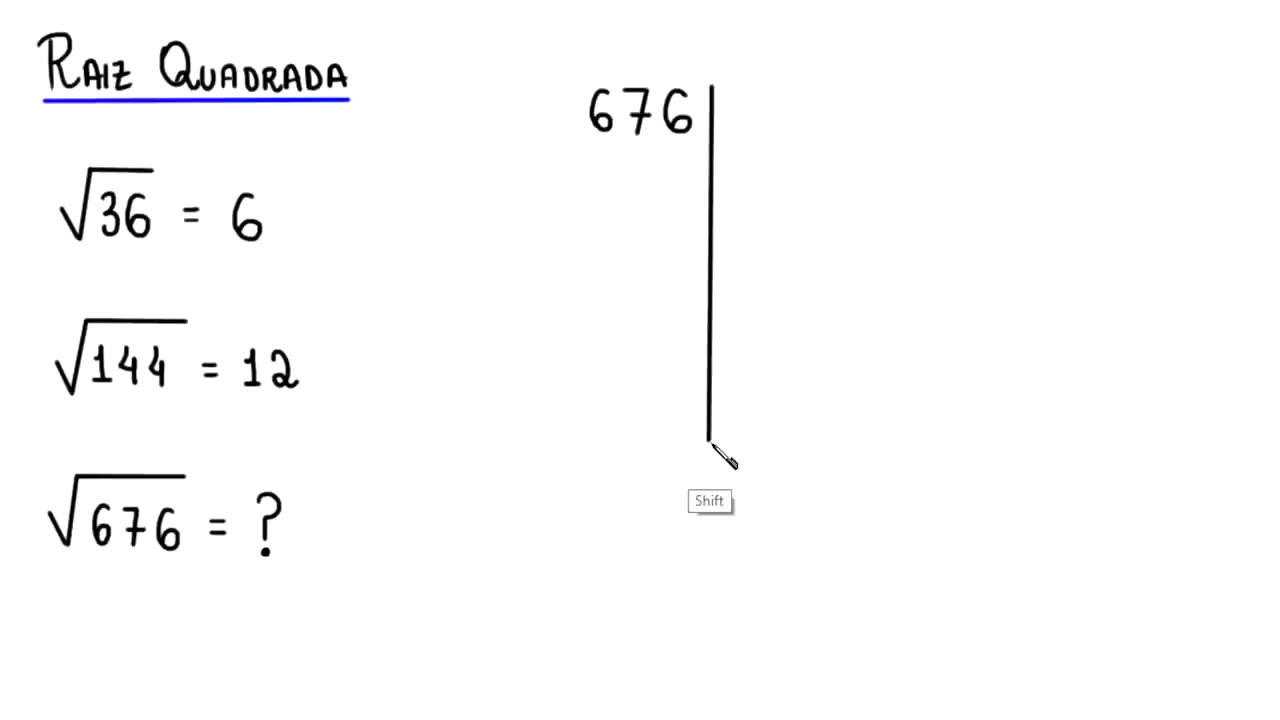 RAIZ QUADRADA
√36 = 6
√144 = 12
√676 = ?
676
Shift